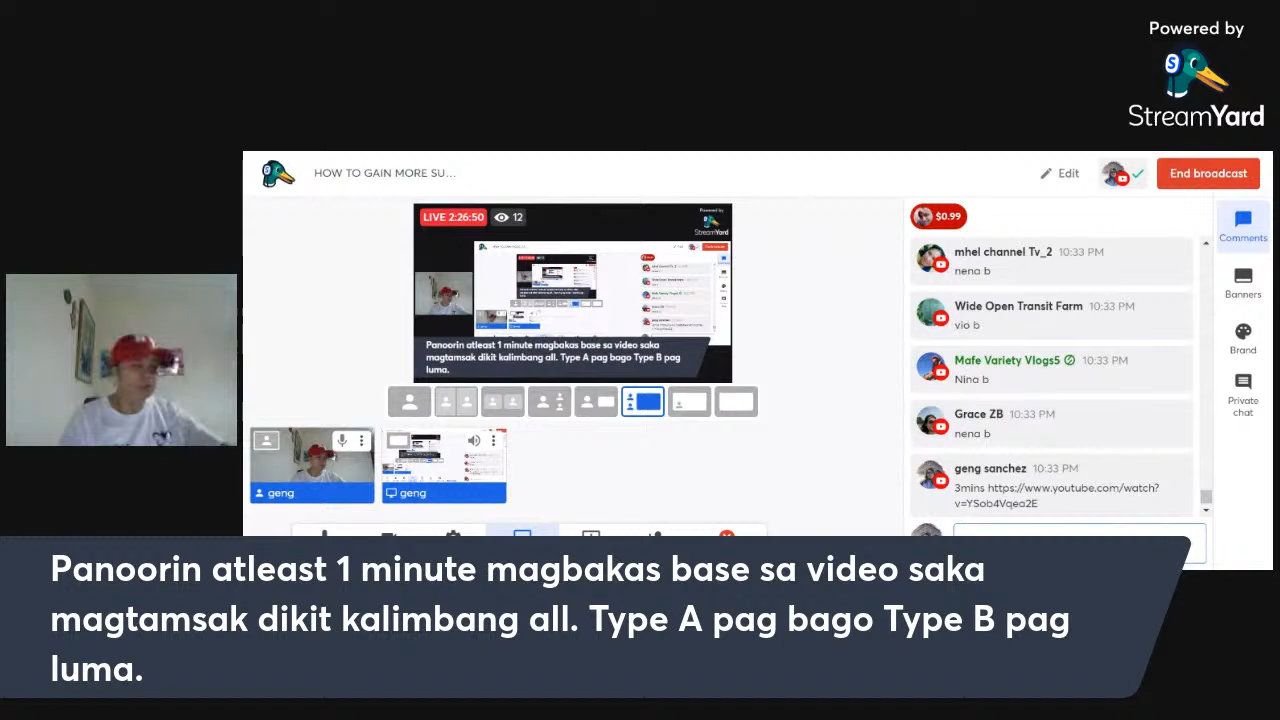 Powered by
StreamYard
HOW TO GAIN MORE SU...
Edit
End broadcast
LIVE 2:26:50
12
Powered by
StreamYard
Panoorin atleast 1 minute magbakas base sa video saka
magtamsak dikit kalimbang all. Type A pag bago Type B pag
luma.
geng
geng
$0.99
mhel channel Tv_2 10:33 PM
nena b
Wide Open Transit Farm 10:33 PM
vio b
Mafe Variety Vlogs5 10:33 PM
Nina b
Grace ZB 10:33 PM
nena b
geng sanchez 10:33 PM
3mins https://www.youtube.com/watch?
v=YSob4Vqeq2E
Comments
Banners
Brand
Private
chat
Panoorin atleast 1 minute magbakas base sa video saka
magtamsak dikit kalimbang all. Type A pag bago Type B pag
luma.